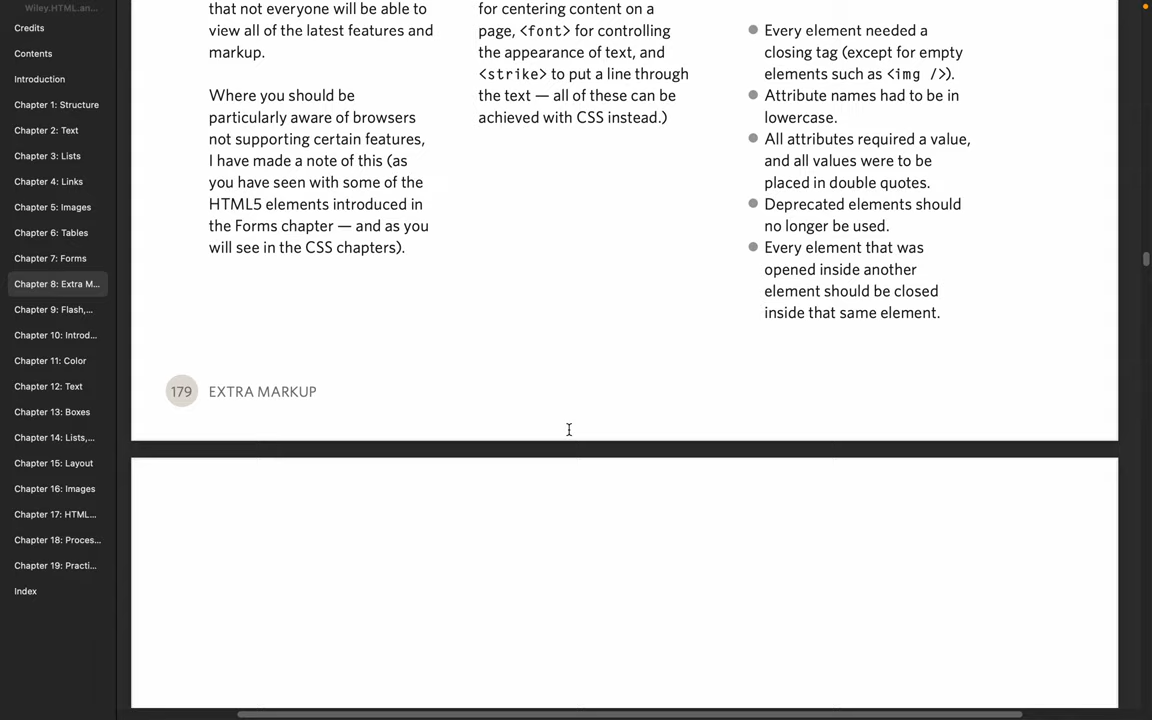 Wiley.HTML.an...
Credits
Contents
Introduction
Chapter 1: Structure
Chapter 2: Text
Chapter 3: Lists
Chapter 4: Links
Chapter 5: Images
Chapter 6: Tables
Chapter 7: Forms
Chapter 8: Extra M...
Chapter 9: Flash,...
Chapter 10: Introd...
Chapter 11: Color
Chapter 12: Text
Chapter 13: Boxes
Chapter 14: Lists,...
Chapter 15: Layout
Chapter 16: Images
Chapter 17: HTML...
Chapter 18: Proces...
Chapter 19: Practi...
Index
that not everyone will be able to
view all of the latest features and
markup.
Where you should be
particularly aware of browsers
not supporting certain features,
I have made a note of this (as
you have seen with some of the
HTML5 elements introduced in
the Forms chapter — and as you
will see in the CSS chapters).
for centering content on a
page, <font> for controlling
the appearance of text, and
<strike> to put a line through
the text — all of these can be
achieved with CSS instead.)
Every element needed a
closing tag (except for empty
elements such as <img />).
Attribute names had to be in
lowercase.
All attributes required a value,
and all values were to be
placed in double quotes.
Deprecated elements should
no longer be used.
Every element that was
opened inside another
element should be closed
inside that same element.
179 EXTRA MARKUP